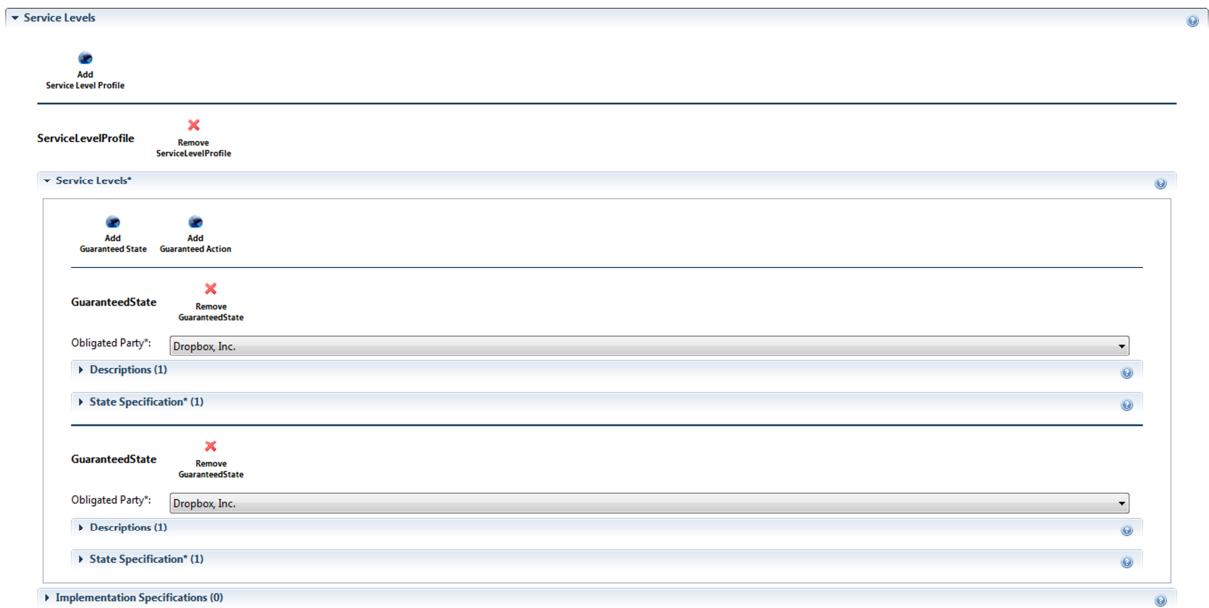 Service Levels
Add
Service Level Profile
ServiceLevelProfile
Remove
ServiceLevelProfile
Service Levels*
Add
Guaranteed State
Add
Guaranteed Action
GuaranteedState
Remove
GuaranteedState
Obligated Party*:
Dropbox, Inc.
Descriptions (1)
State Specification* (1)
GuaranteedState
Remove
GuaranteedState
Obligated Party*:
Dropbox, Inc.
Descriptions (1)
State Specification* (1)
Implementation Specifications (0)